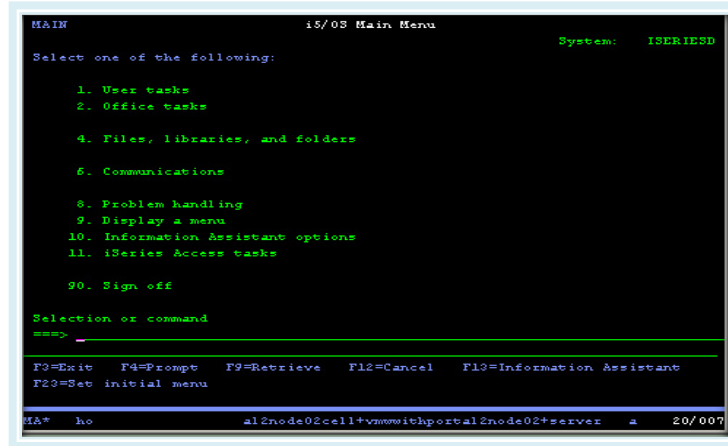 MAIN i5/OS Main Menu
System: ISERIESD
Select one of the following:
1. User tasks
2. Office tasks
4. Files, libraries, and folders
6. Communications
8. Problem handling
9. Display a menu
10. Information Assistant options
11. iSeries Access tasks
90. Sign off
Selection or command
===>
F3=Exit F4=Prompt F9=Retrieve F12=Cancel F13=Information Assistant
F23=Set initial menu
MA* ho al2node02cell+vmwwithportal2node02+server a 20/007